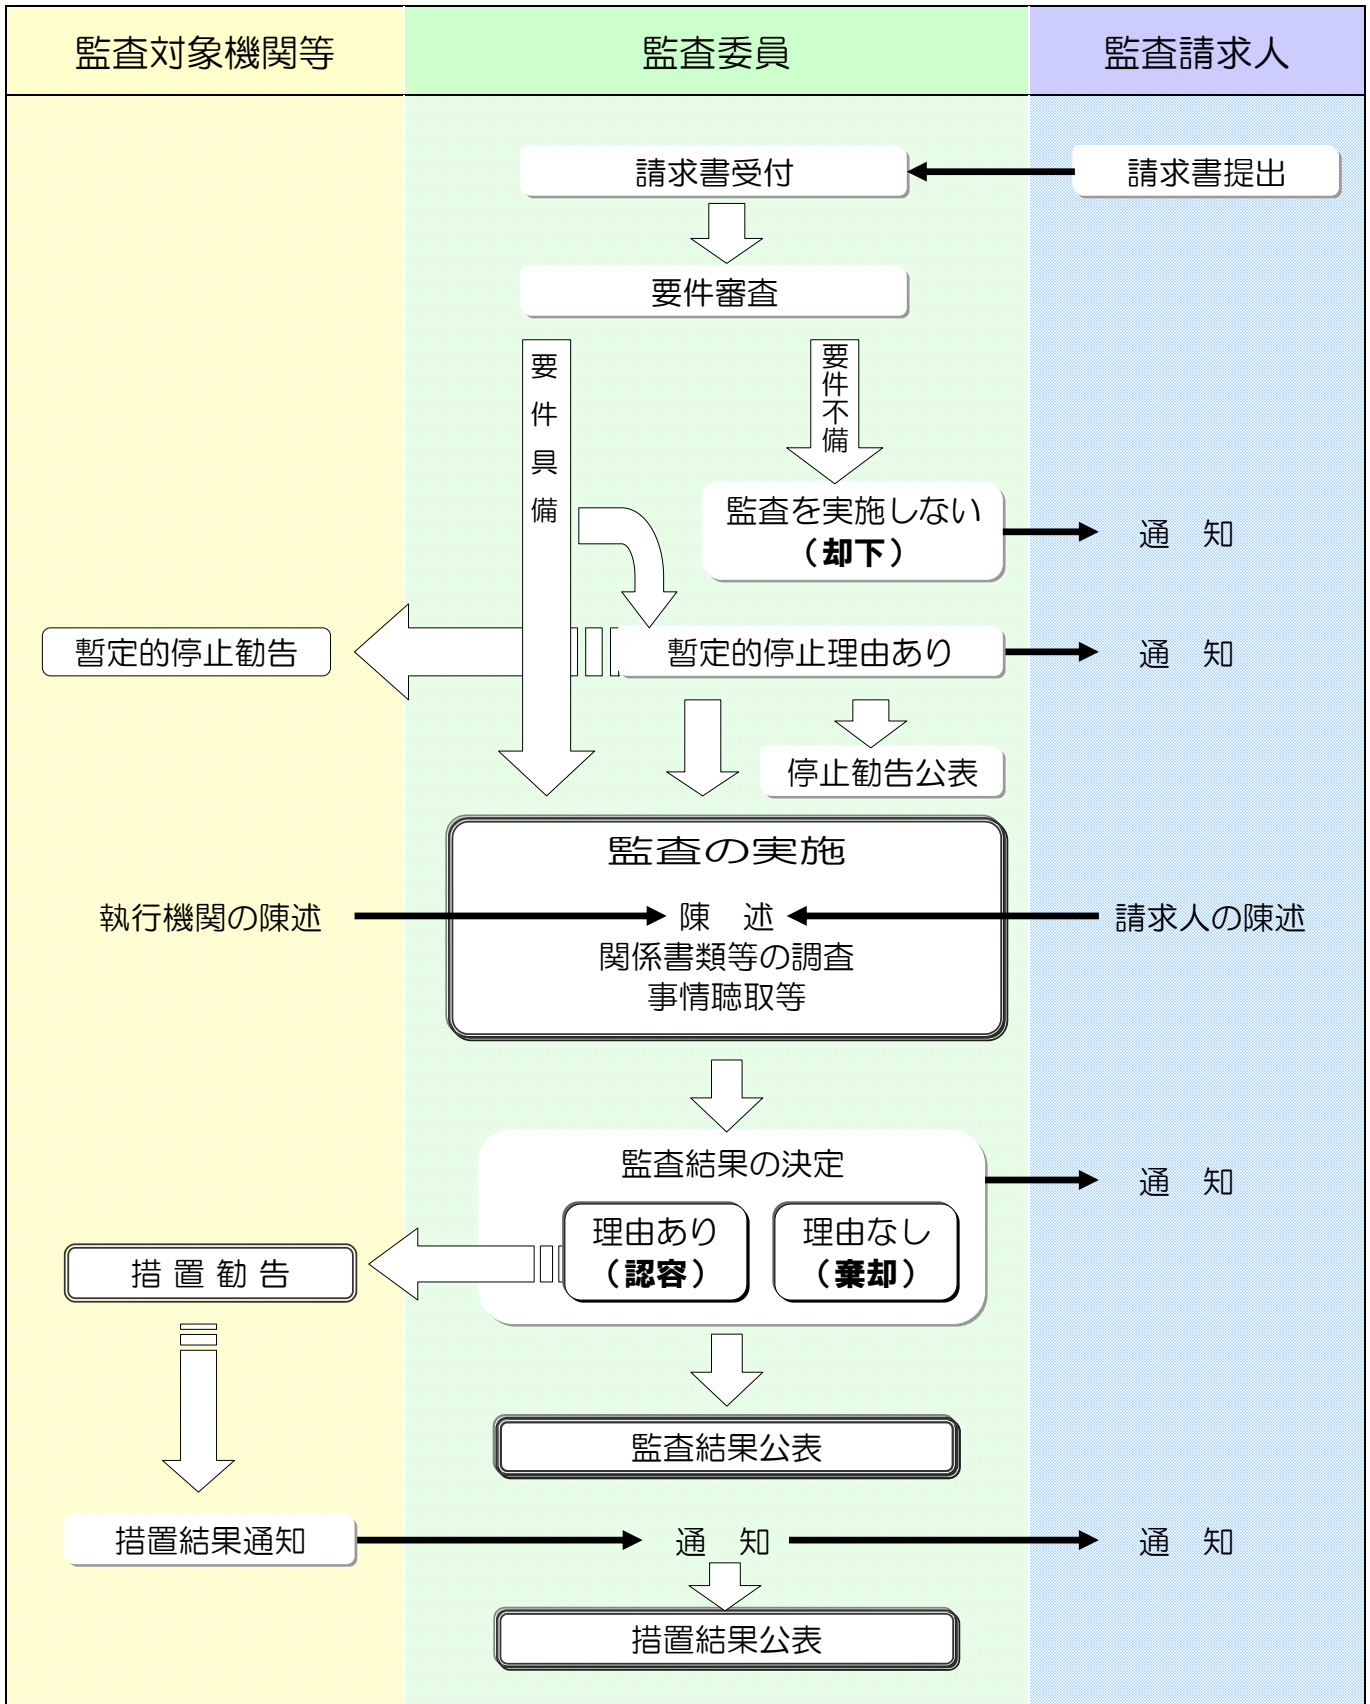 監査対象機関等
監査委員
監査請求人
請求書受付
請求書提出
要件審査
要件具備
要件不備
監査を実施しない
（却下）
通　知
暫定的停止勧告
暫定的停止理由あり
通　知
停止勧告公表
監査の実施
執行機関の陳述
陳　述
請求人の陳述
関係書類等の調査
事情聴取等
監査結果の決定
通　知
理由あり
（認容）
理由なし
（棄却）
措置勧告
監査結果公表
措置結果通知
通　知
通　知
措置結果公表